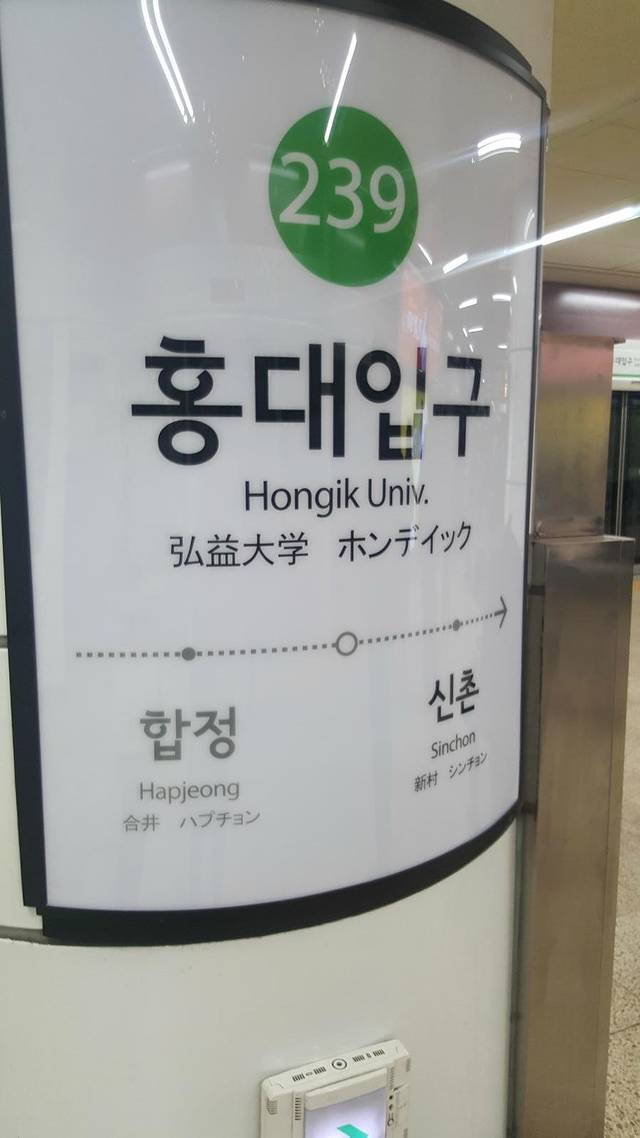 239
홍대입구
Hongik Univ.
弘益大学 ホンデイック
합정
Hapjeong
合井 ハプチョン
신촌
Sinchon
新村 シンチョン